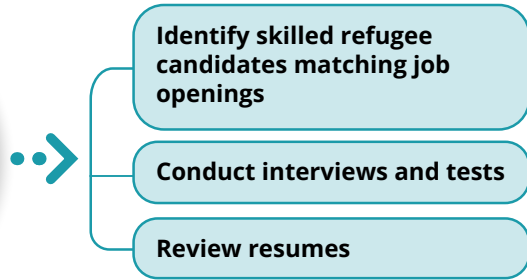 Identify skilled refugee
candidates matching job
openings
Conduct interviews and tests
Review resumes